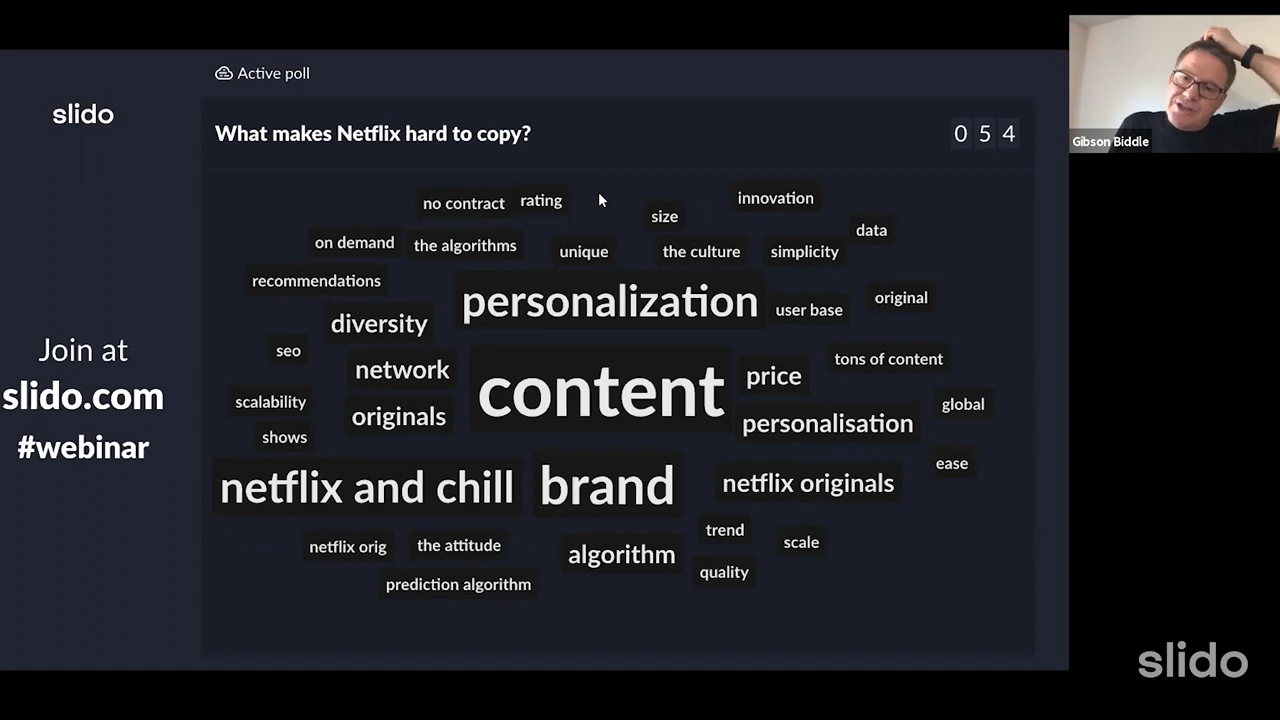 Active poll
slido
What makes Netflix hard to copy?
0 5 4
Gibson Biddle
no contract
rating
size
innovation
on demand
the algorithms
unique
the culture
simplicity
data
recommendations
personalization
user base
original
diversity
seo
network
content
price
tons of content
scalability
originals
personalisation
global
shows
netflix and chill
brand
netflix originals
ease
netflix orig
the attitude
algorithm
trend
scale
prediction algorithm
quality
Join at
slido.com
#webinar
slido